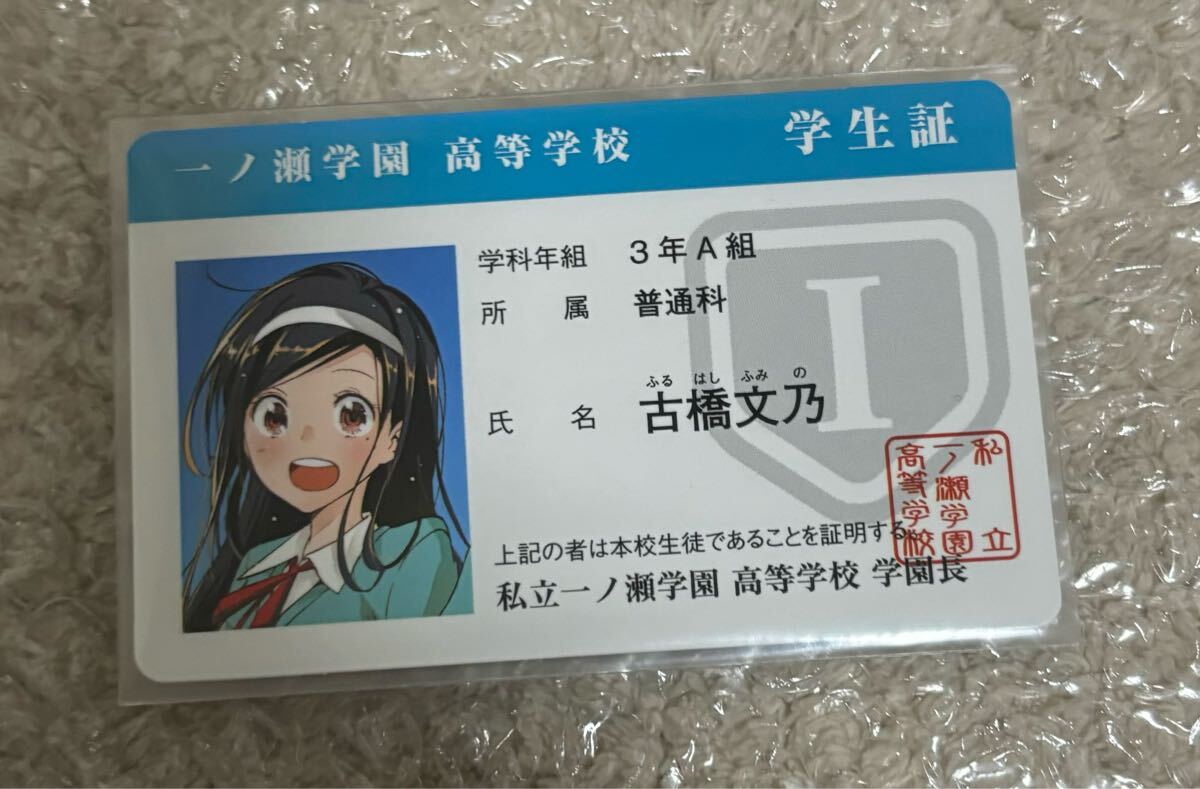 一ノ瀬学園 高等学校 学生証
学科年組 3年A組
所属 普通科
ふる はし ふみ の
氏名 古橋文乃
I
上記の者は本校生徒であることを証明する。
私立一ノ瀬学園 高等学校 学園長
私立
一ノ瀬学園
高等学校